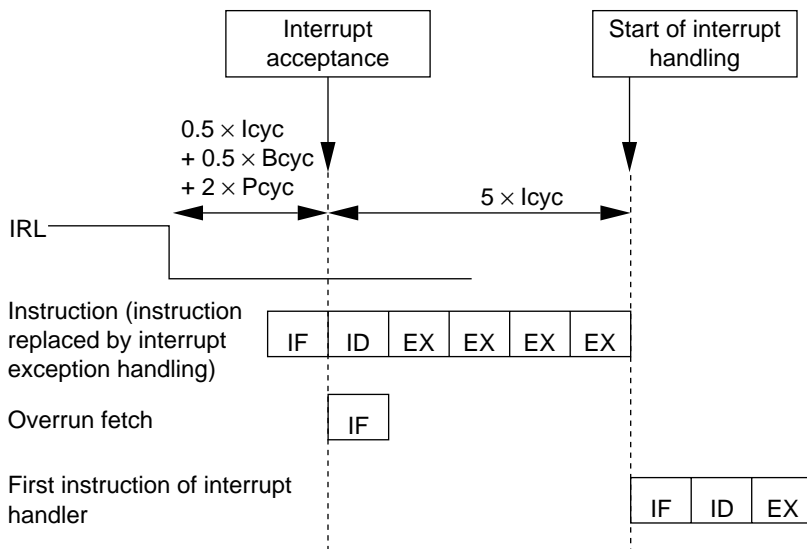 Interrupt
acceptance
Start of interrupt
handling
0.5 × Icyc
+ 0.5 × Bcyc
+ 2 × Pcyc
5 × Icyc
IRL
Instruction (instruction
replaced by interrupt
exception handling)
IF ID EX EX EX EX
Overrun fetch
IF
First instruction of interrupt
handler
IF ID EX